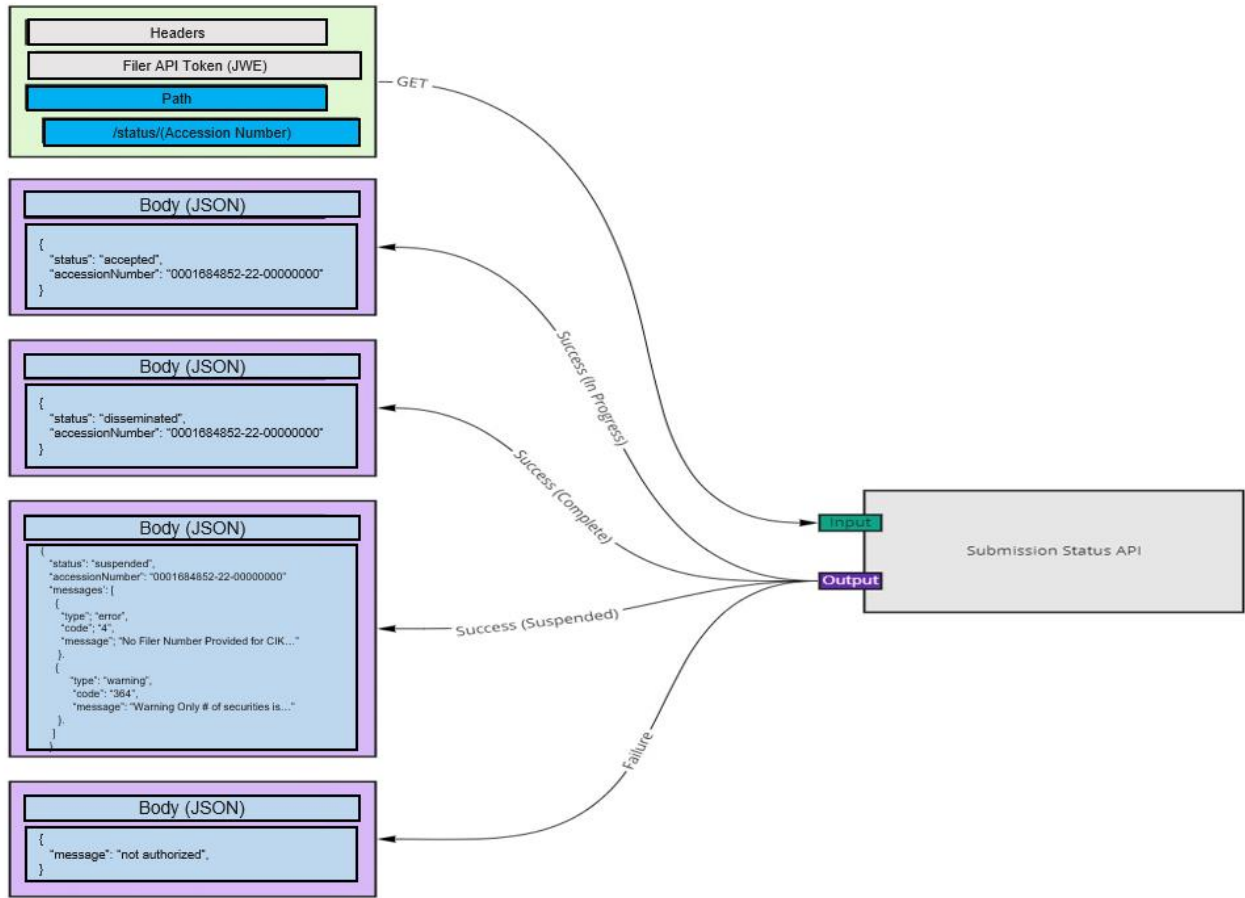 Headers
Filer API Token (JWE)
Path
/status/(Accession Number)
GET
Body (JSON)
{
"status": "accepted",
"accessionNumber": "0001684852-22-00000000"
}
Success (In Progress)
Body (JSON)
{
"status": "disseminated",
"accessionNumber": "0001684852-22-00000000"
}
Success (Complete)
Body (JSON)
{
"status": "suspended",
"accessionNumber": "0001684852-22-00000000"
"messages': [
{
"type"; "error",
"code"; "4",
"message"; "No Filer Number Provided for CIK..."
}.
{
"type": "warning",
"code": "364",
"message": "Warning Only # of securities is..."
}.
]
}
Success (Suspended)
Input
Output
Submission Status API
Failure
Body (JSON)
{
"message": "not authorized",
}